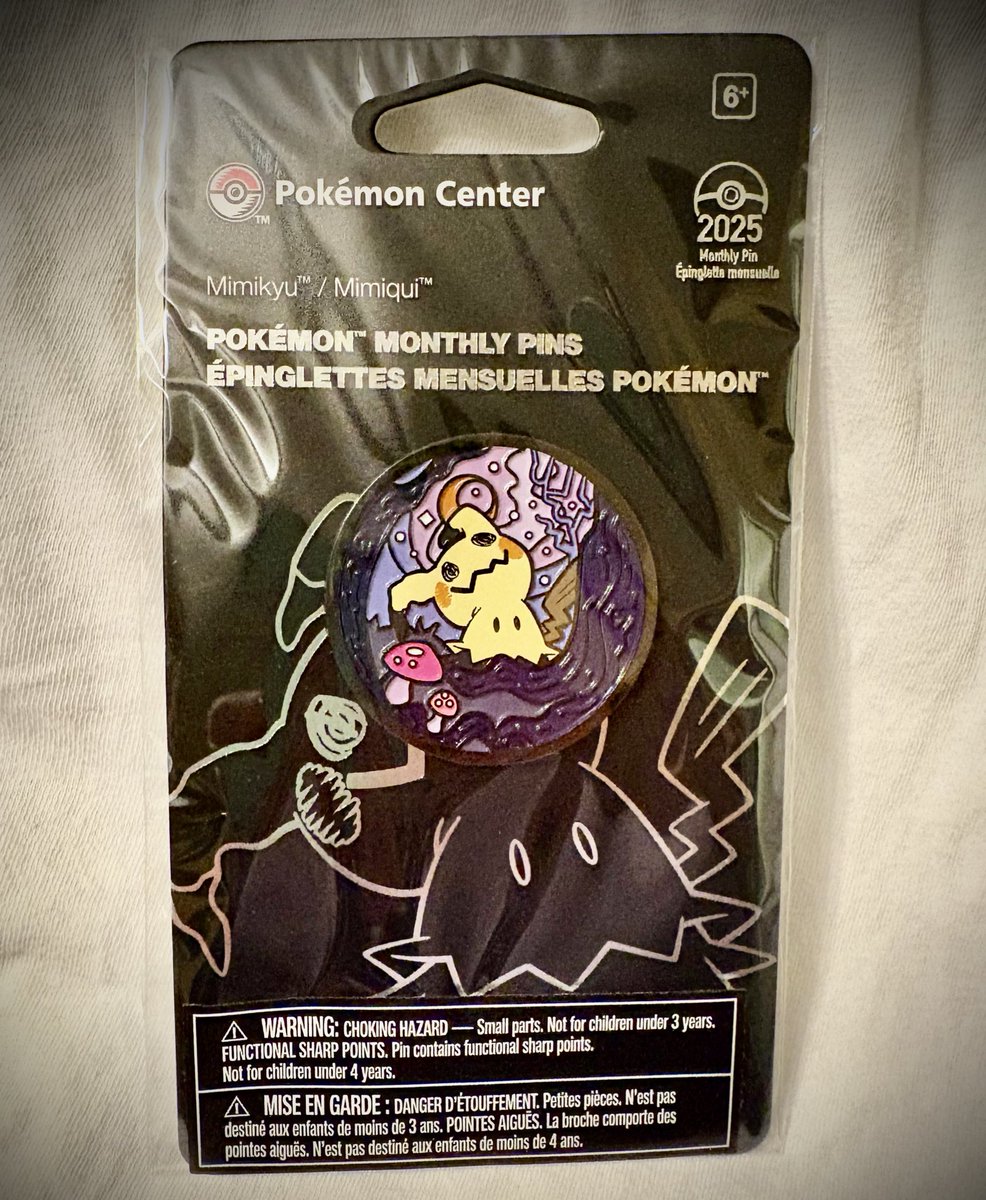 6+
Pokémon Center
TM
2025
Monthly Pin
Épinglette mensuelle
Mimikyu™ / Mimiqui™
POKÉMON™ MONTHLY PINS
ÉPINGLETTES MENSUELLES POKÉMON™
⚠ WARNING: CHOKING HAZARD — Small parts. Not for children under 3 years.
FUNCTIONAL SHARP POINTS. Pin contains functional sharp points.
Not for children under 4 years.
⚠ MISE EN GARDE : DANGER D'ÉTOUFFEMENT. Petites pièces. N'est pas
destiné aux enfants de moins de 3 ans. POINTES AIGUËS. La broche comporte des
pointes aiguës. N'est pas destiné aux enfants de moins de 4 ans.